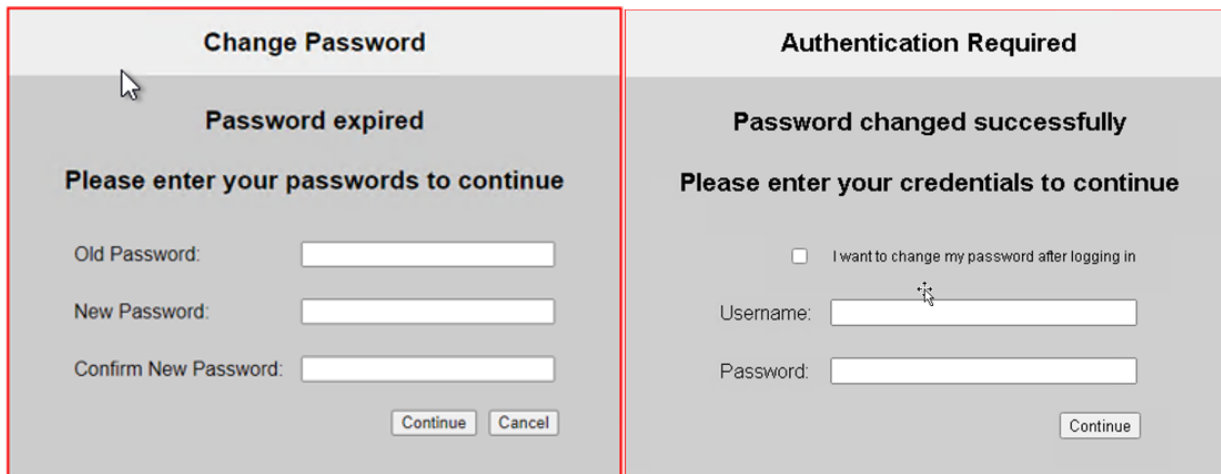 Change Password
Password expired
Please enter your passwords to continue
Old Password:
New Password:
Confirm New Password:
Continue Cancel
Authentication Required
Password changed successfully
Please enter your credentials to continue
I want to change my password after logging in
Username:
Password:
Continue